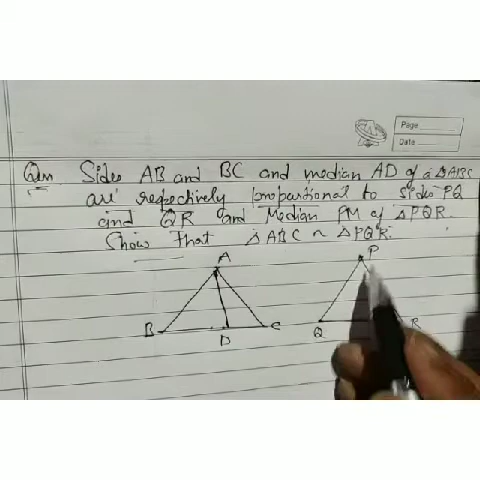 Page
Date
Qun. Sides AB and BC and median AD of a ΔABC
are respectively proportional to sides PQ
and QR and Median PM of ΔPQR.
Show that ΔABC ~ ΔPQR.
A
P
B
D
C
Q
R